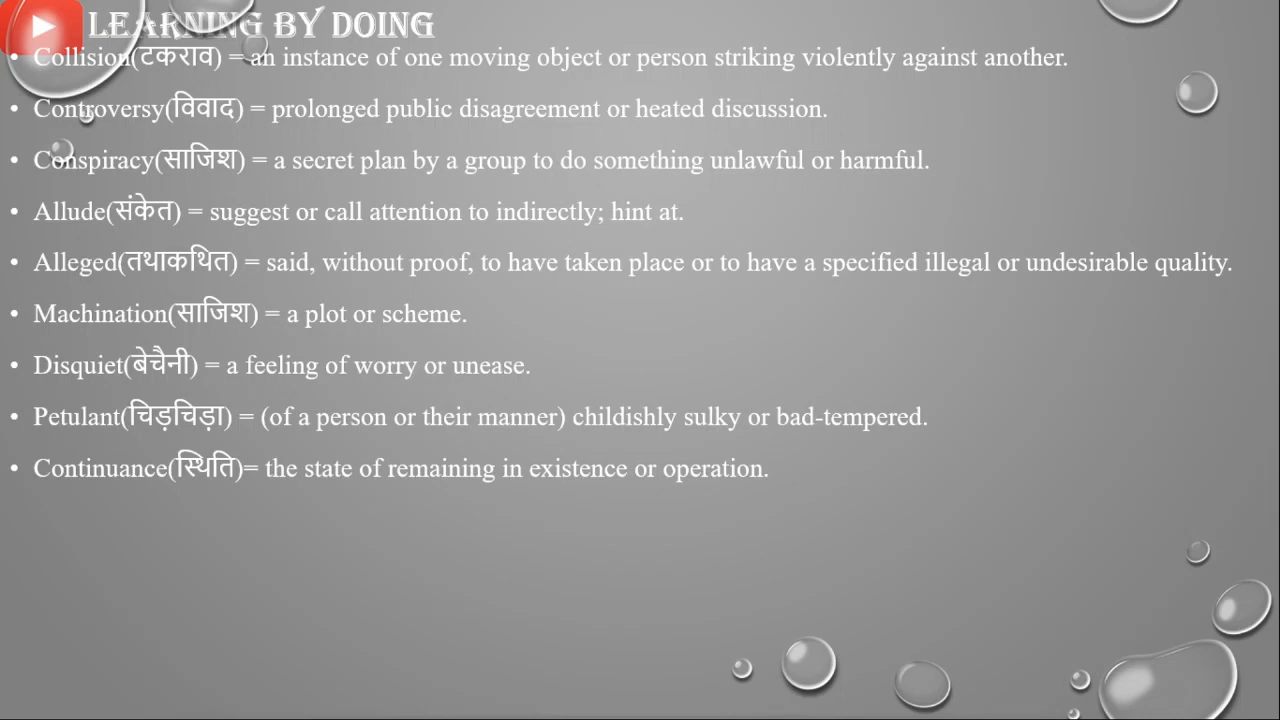 LEARNING BY DOING
• Collision(टकराव) = an instance of one moving object or person striking violently against another.
• Controversy(विवाद) = prolonged public disagreement or heated discussion.
• Conspiracy(साजिश) = a secret plan by a group to do something unlawful or harmful.
• Allude(संकेत) = suggest or call attention to indirectly; hint at.
• Alleged(तथाकथित) = said, without proof, to have taken place or to have a specified illegal or undesirable quality.
• Machination(साजिश) = a plot or scheme.
• Disquiet(बेचैनी) = a feeling of worry or unease.
• Petulant(चिड़चिड़ा) = (of a person or their manner) childishly sulky or bad-tempered.
• Continuance(स्थिति)= the state of remaining in existence or operation.